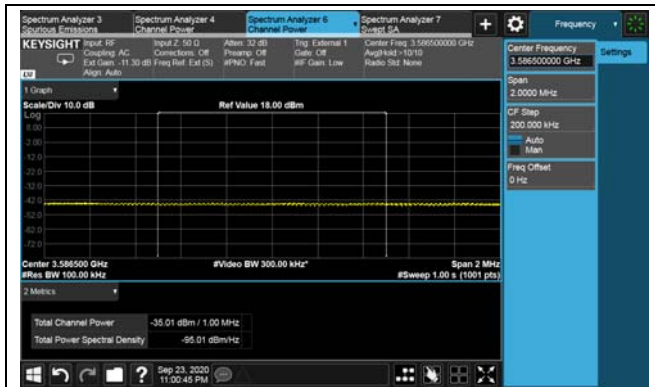 Spectrum Analyzer 3
Spurious Emissions
Spectrum Analyzer 4
Channel Power
Spectrum Analyzer 6
Channel Power
Spectrum Analyzer 7
Swept SA
Frequency
KEYSIGHT
Input: RF
Coupling: AC
Ext Gain: -11.30 dB
Align: Auto
Input Z: 50 Ω
Corrections: Off
Freq Ref: Ext (S)
Atten: 32 dB
Preamp: Off
#PNO: Fast
Trig: External 1
Gate: Off
#IF Gain: Low
Center Freq: 3.586500000 GHz
Avg|Hold:>10/10
Radio Std: None
LXI
Center Frequency
3.586500000 GHz
Settings
Span
2.0000 MHz
CF Step
200.000 kHz
Auto
Man
Freq Offset
0 Hz
1 Graph
Scale/Div 10.0 dB
Ref Value 18.00 dBm
Log
8.00
-2.00
-12.0
-22.0
-32.0
-42.0
-52.0
-62.0
-72.0
Center 3.586500 GHz
#Video BW 300.00 kHz*
Span 2 MHz
#Res BW 100.00 kHz
#Sweep 1.00 s (1001 pts)
2 Metrics
Total Channel Power
-35.01 dBm / 1.00 MHz
Total Power Spectral Density
-95.01 dBm/Hz
Sep 23, 2020
11:00:45 PM